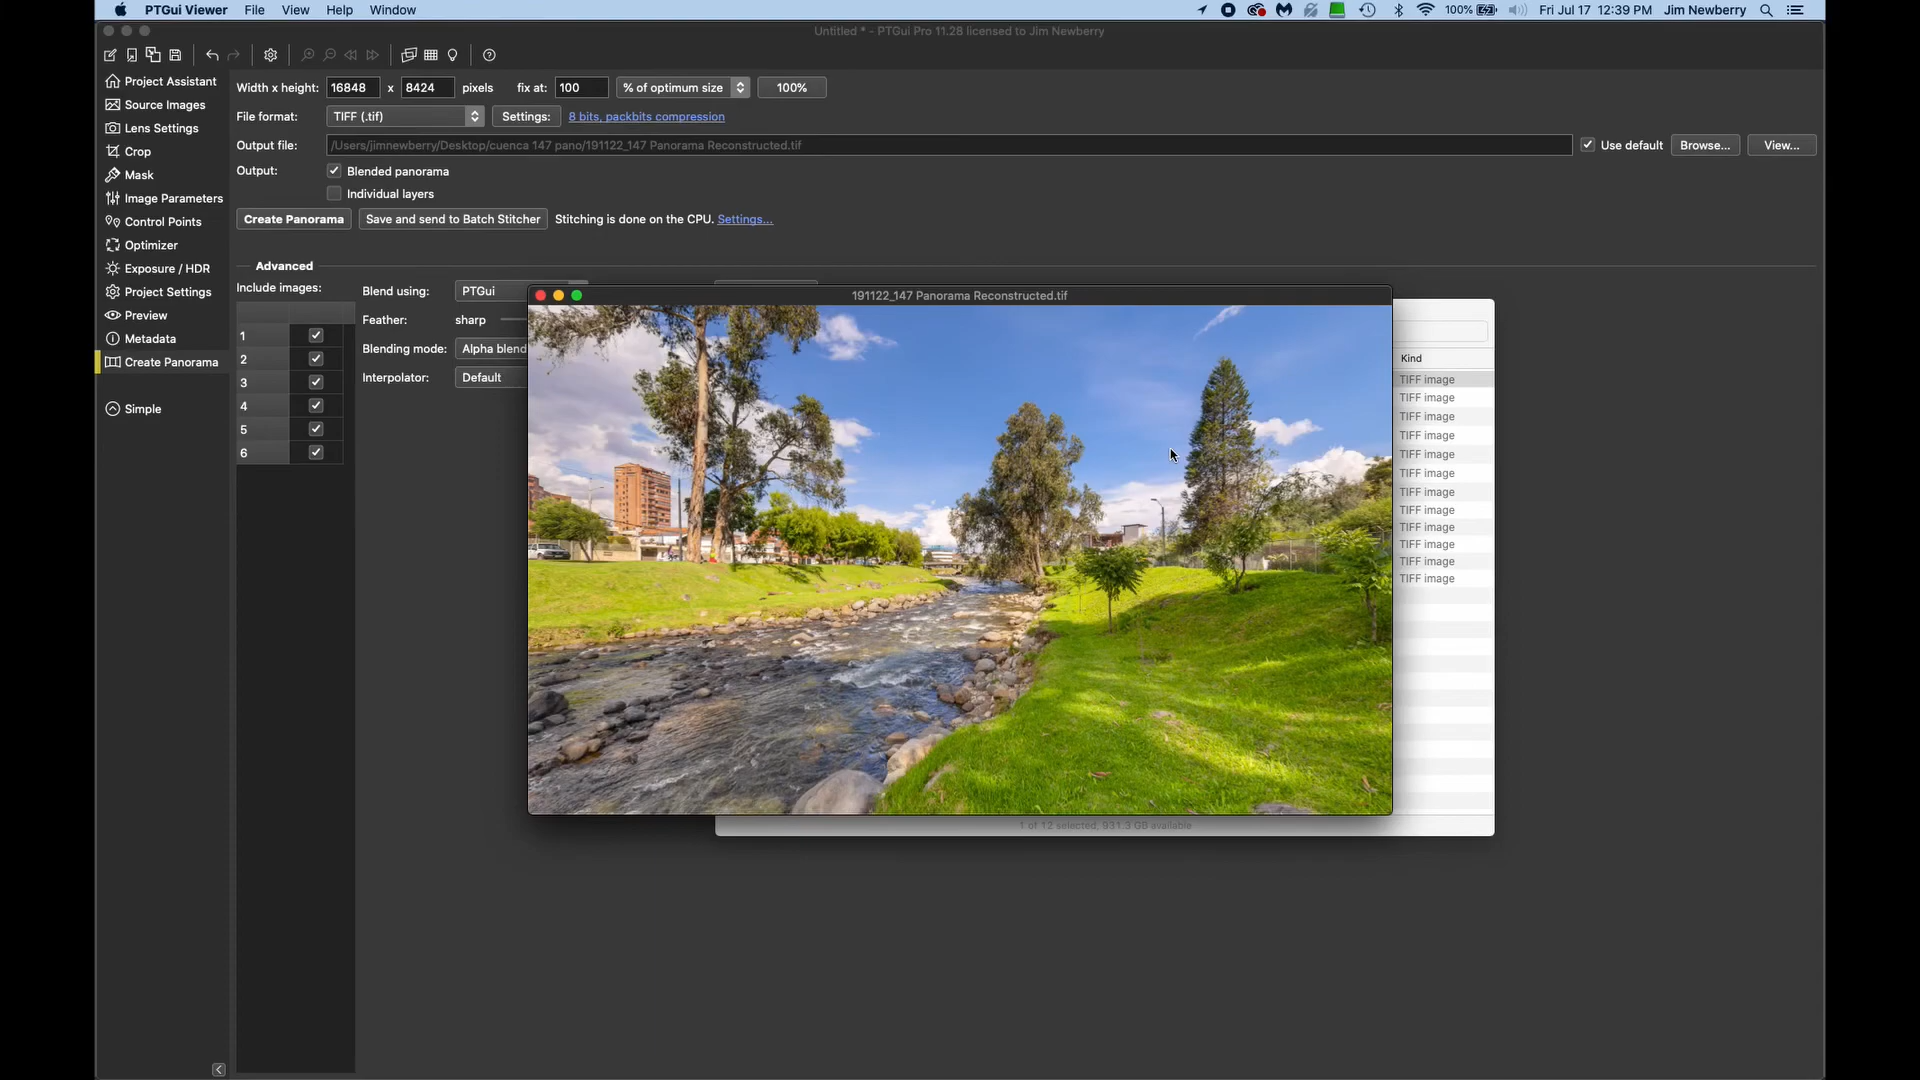 PTGui Viewer File View Help Window 100% Fri Jul 17 12:39 PM Jim Newberry
Untitled * - PTGui Pro 11.28 licensed to Jim Newberry
Project Assistant
Source Images
Lens Settings
Crop
Mask
Image Parameters
Control Points
Optimizer
Exposure / HDR
Project Settings
Preview
Metadata
Create Panorama
Simple
Width x height: 16848 x 8424 pixels fix at: 100 % of optimum size 100%
File format: TIFF (.tif) Settings: 8 bits, packbits compression
Output file: /Users/jimnewberry/Desktop/cuenca 147 pano/191122_147 Panorama Reconstructed.tif Use default Browse... View...
Output: Blended panorama
Individual layers
Create Panorama Save and send to Batch Stitcher Stitching is done on the CPU. Settings...
Advanced
Include images:
1
2
3
4
5
6
Blend using: PTGui
Feather: sharp
Blending mode: Alpha blend
Interpolator: Default
191122_147 Panorama Reconstructed.tif
Kind
TIFF image
TIFF image
TIFF image
TIFF image
TIFF image
TIFF image
TIFF image
TIFF image
TIFF image
TIFF image
TIFF image
1 of 12 selected, 931.3 GB available